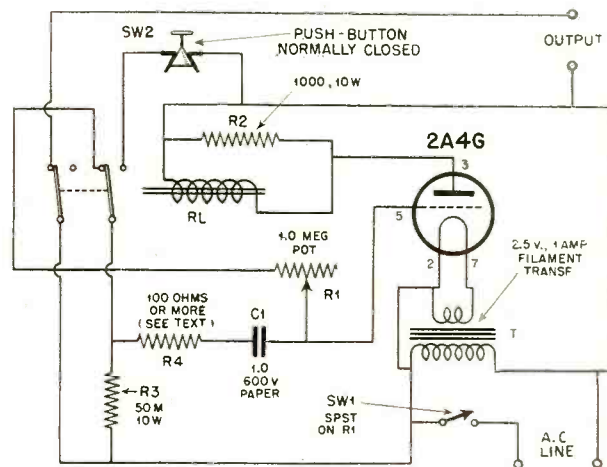 SW2
PUSH-BUTTON
NORMALLY CLOSED
OUTPUT
1000, 10W
R2
2A4G
3
RL
5
1.0 MEG
POT
2
7
2.5 V., 1 AMP
FILAMENT
TRANSF
R1
100 OHMS
OR MORE
(SEE TEXT)
C1
T
R4
1.0
600 V
PAPER
R3
50 M
10W
SW1
SPST
ON R1
A.C
LINE